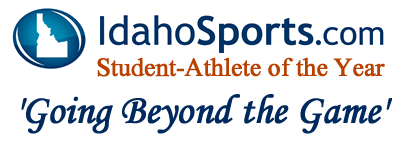 IdahoSports.com
Student-Athlete of the Year
'Going Beyond the Game'